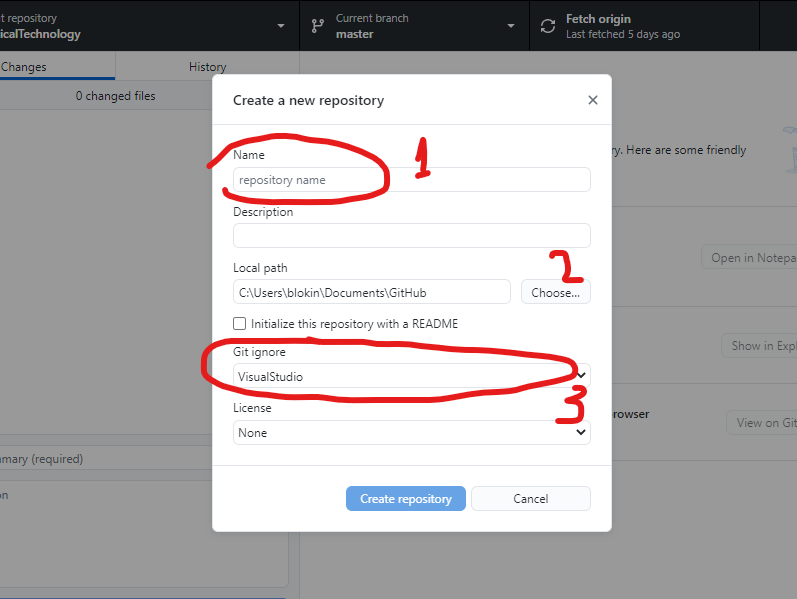 t repository
icalTechnology
Current branch
master
Fetch origin
Last fetched 5 days ago
Changes
History
0 changed files
Create a new repository
ry. Here are some friendly
Name
1
repository name
Description
Open in Notepa
Local path
2
C:\Users\blokin\Documents\GitHub
Choose...
Initialize this repository with a README
Show in Expl
Git ignore
VisualStudio
3
License
rowser
None
View on Git
mary (required)
on
Create repository
Cancel